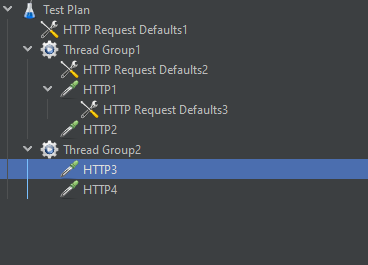 Test Plan
HTTP Request Defaults1
Thread Group1
HTTP Request Defaults2
HTTP1
HTTP Request Defaults3
HTTP2
Thread Group2
HTTP3
HTTP4